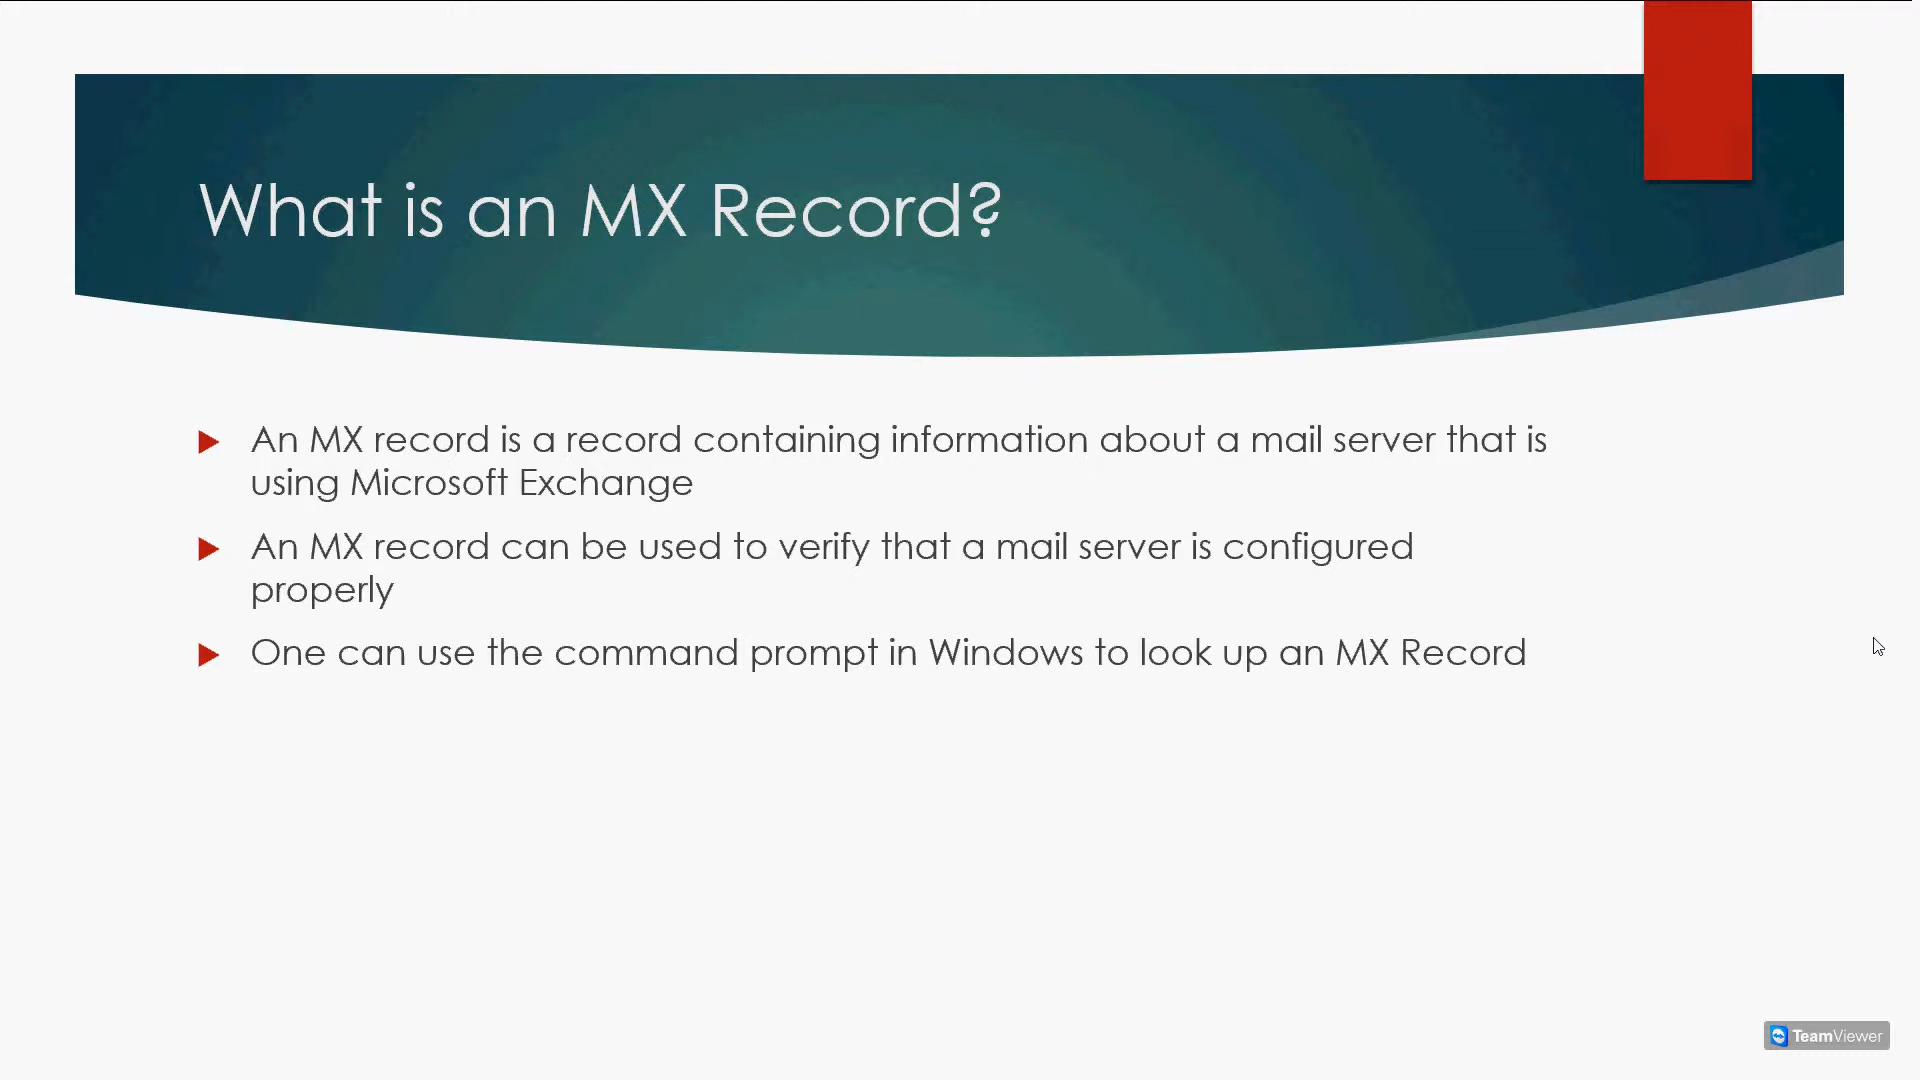 What is an MX Record?
An MX record is a record containing information about a mail server that is
using Microsoft Exchange
An MX record can be used to verify that a mail server is configured
properly
One can use the command prompt in Windows to look up an MX Record
TeamViewer